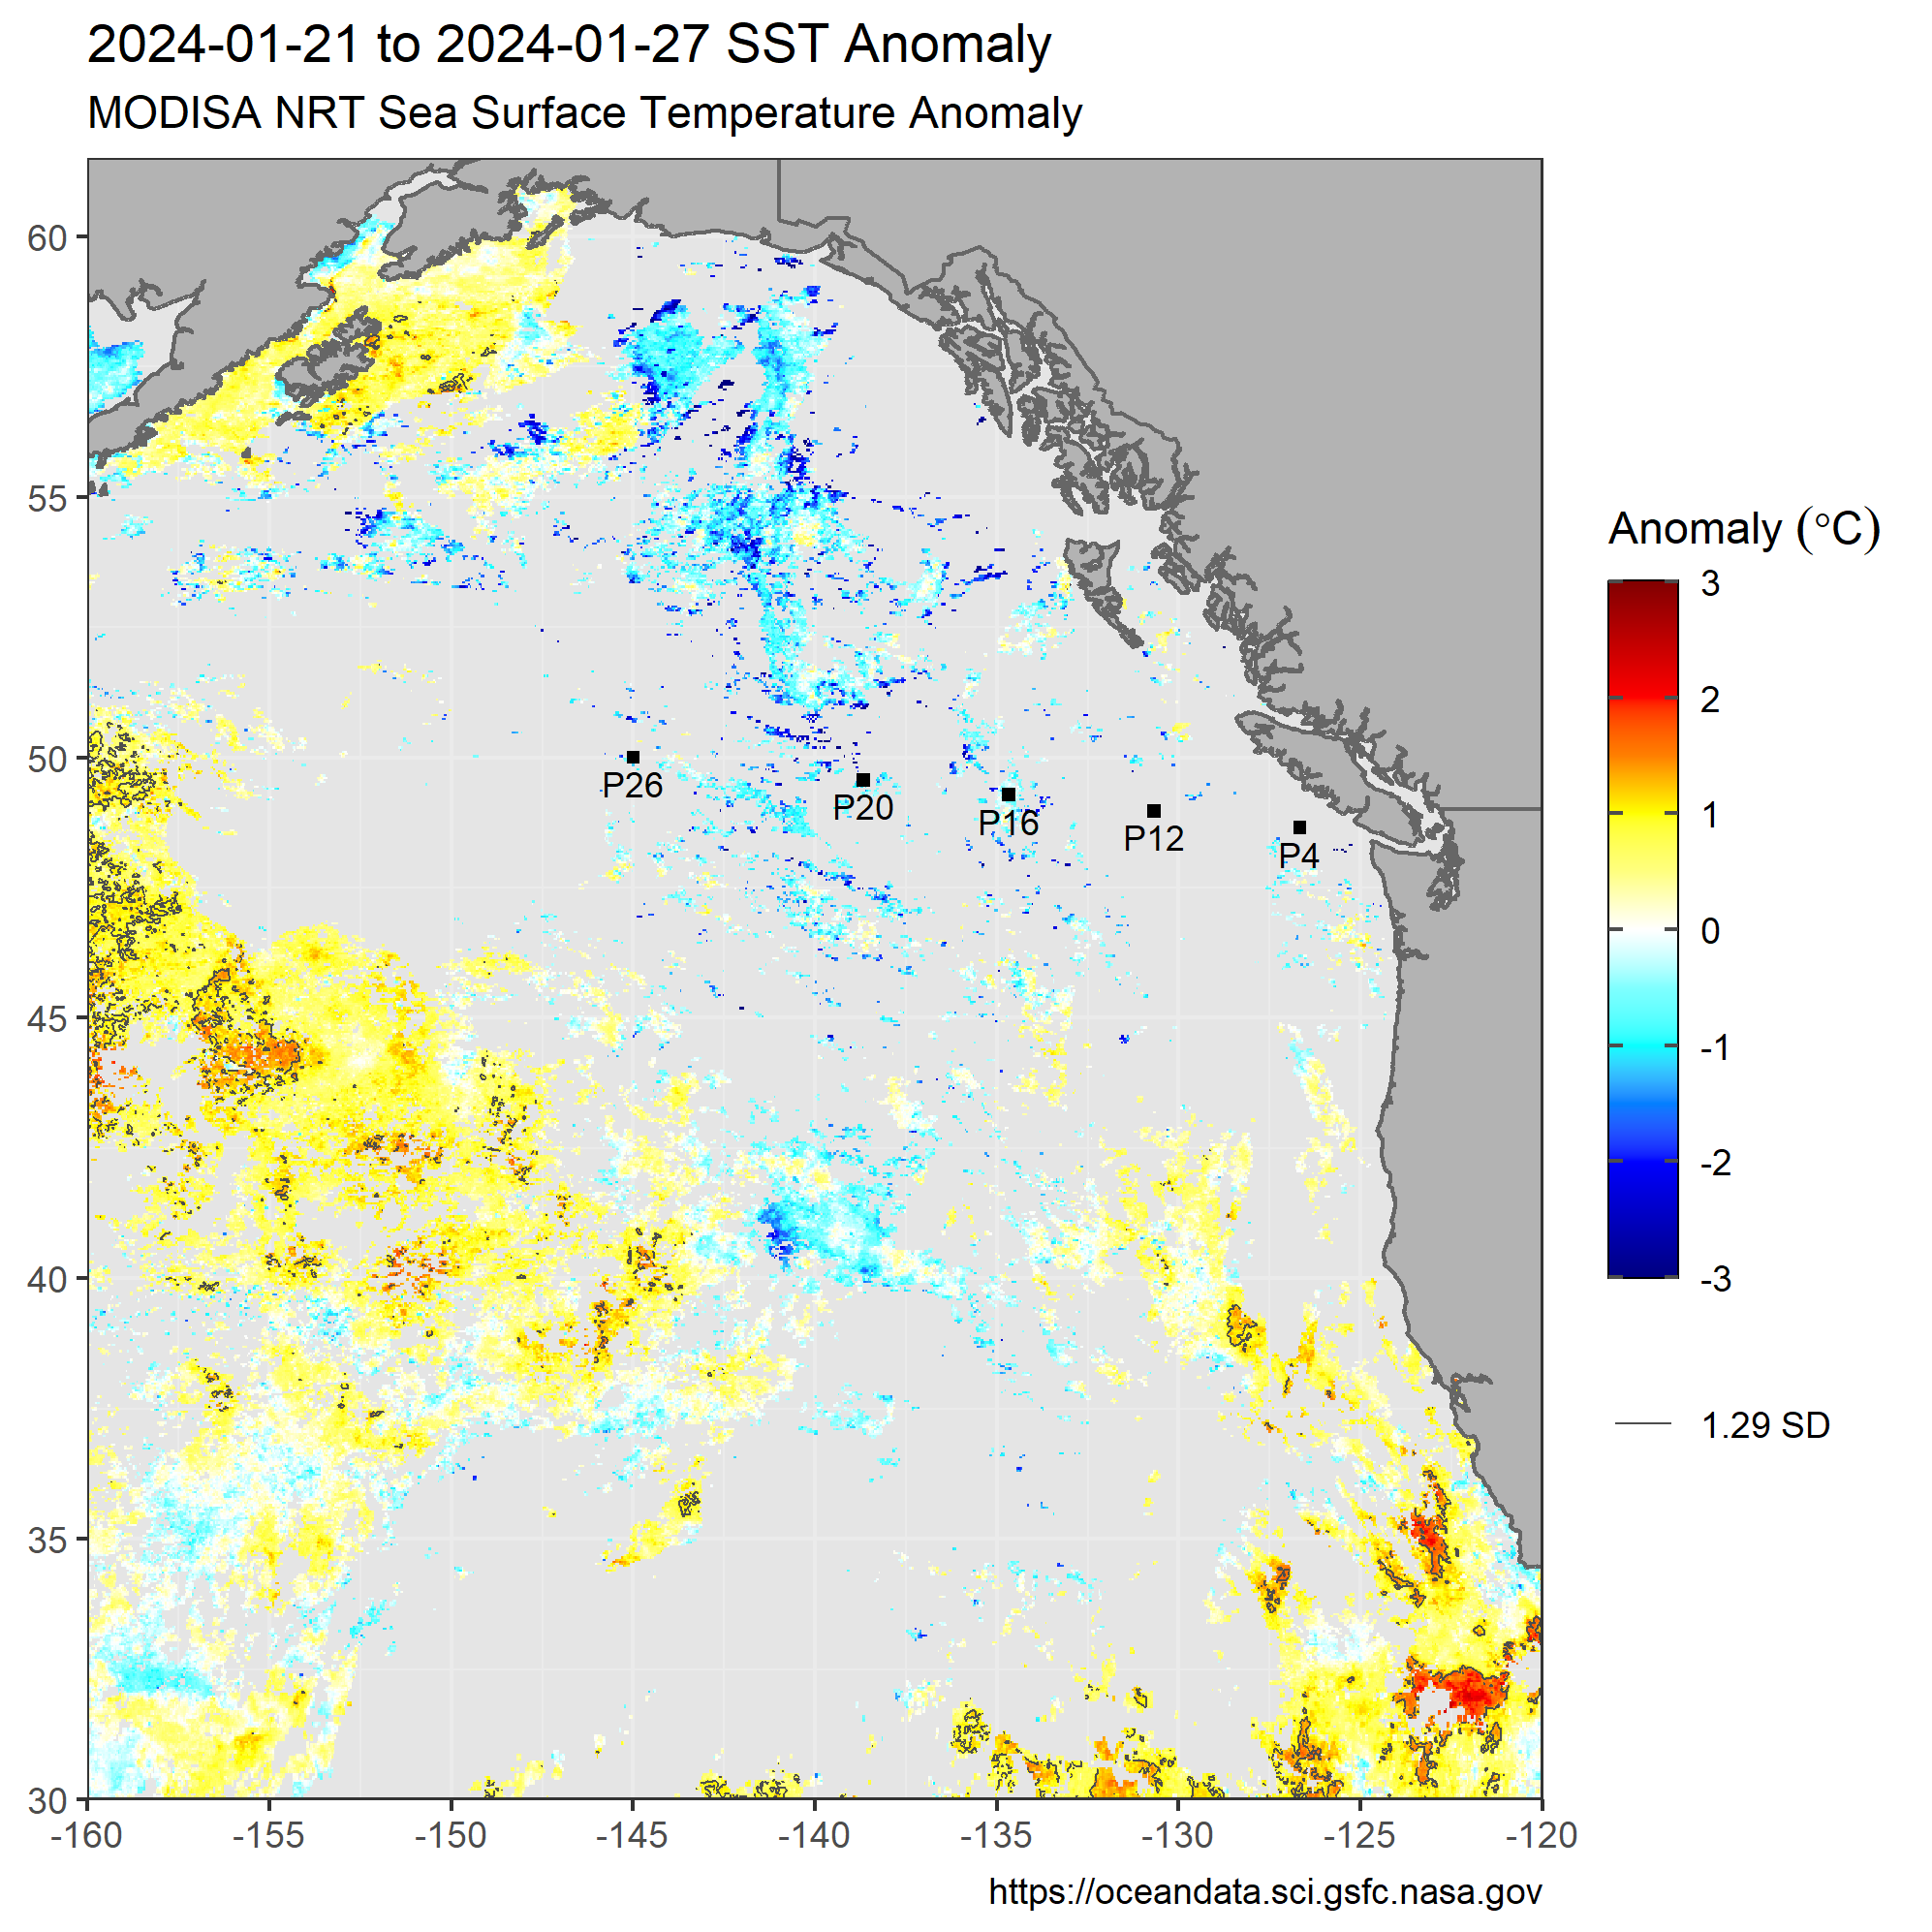 2024-01-21 to 2024-01-27 SST Anomaly
MODISA NRT Sea Surface Temperature Anomaly
60
55
50
45
40
35
30
-160
-155
-150
-145
-140
-135
-130
-125
-120
P26
P20
P16
P12
P4
Anomaly (°C)
3
2
1
0
-1
-2
-3
1.29 SD
https://oceandata.sci.gsfc.nasa.gov